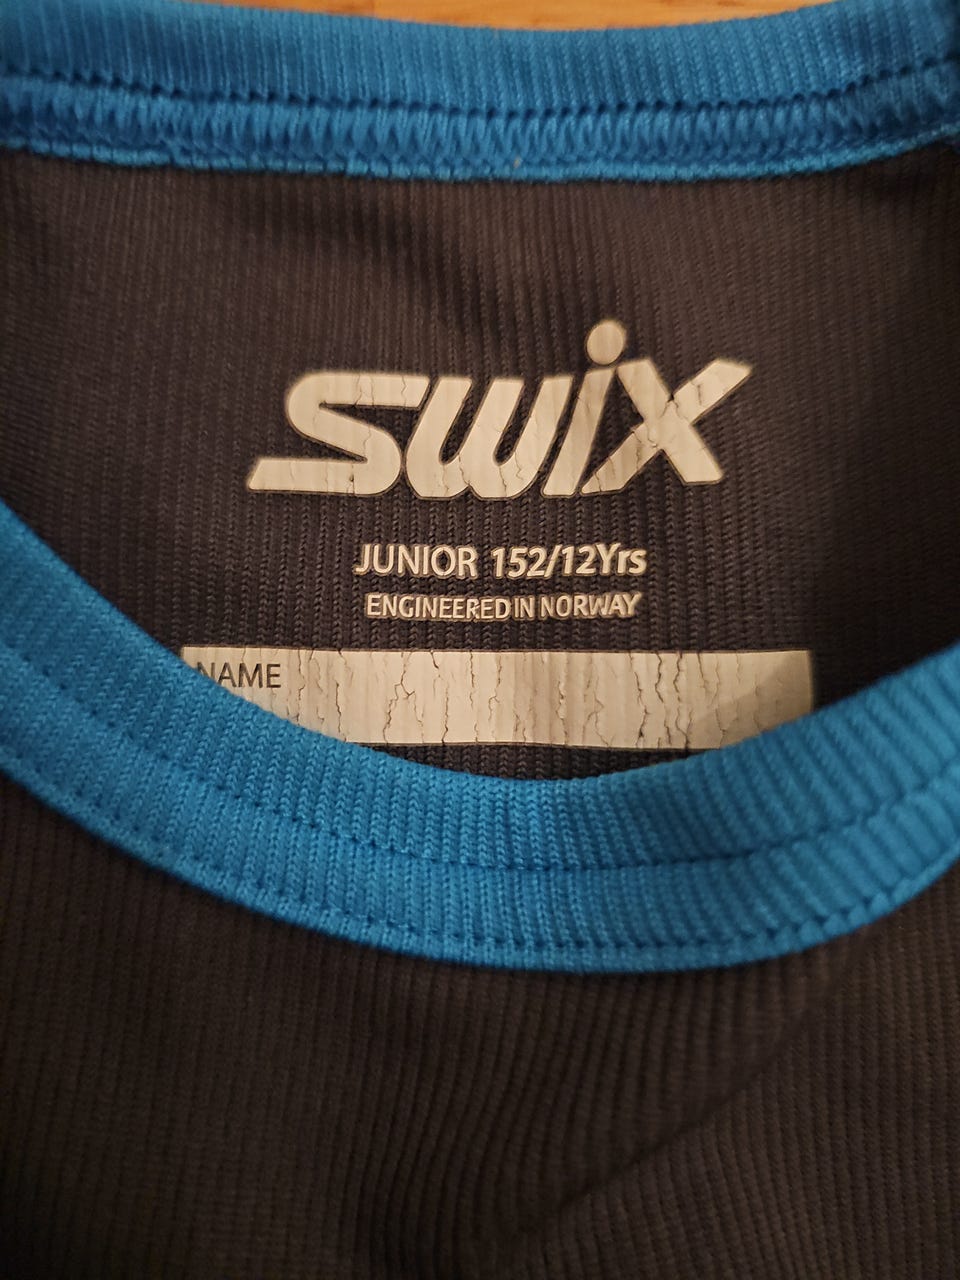 swix
JUNIOR 152/12Yrs
ENGINEERED IN NORWAY
NAME